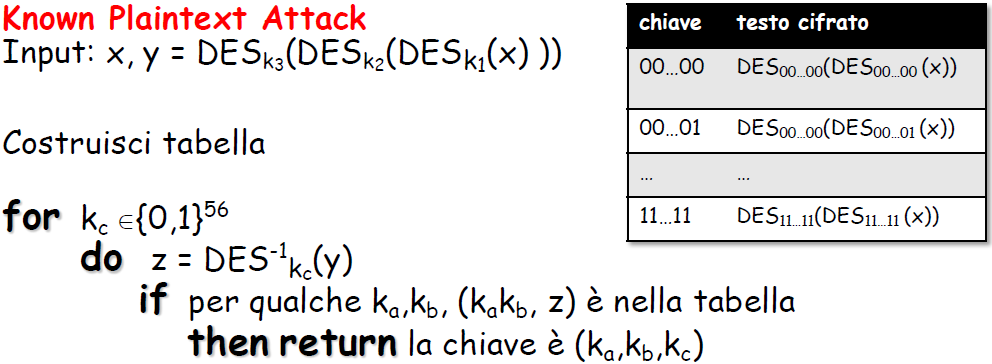 Known Plaintext Attack
Input: x, y = DESk3(DESk2(DESk1(x) ))
Costruisci tabella
for kc ∈{0,1}56
do z = DES-1kc(y)
if per qualche ka,kb, (kakb, z) è nella tabella
then return la chiave è (ka,kb,kc)
chiave testo cifrato
00…00 DES00…00(DES00…00 (x))
00…01 DES00…00(DES00…01 (x))
… …
11…11 DES11…11(DES11…11 (x))